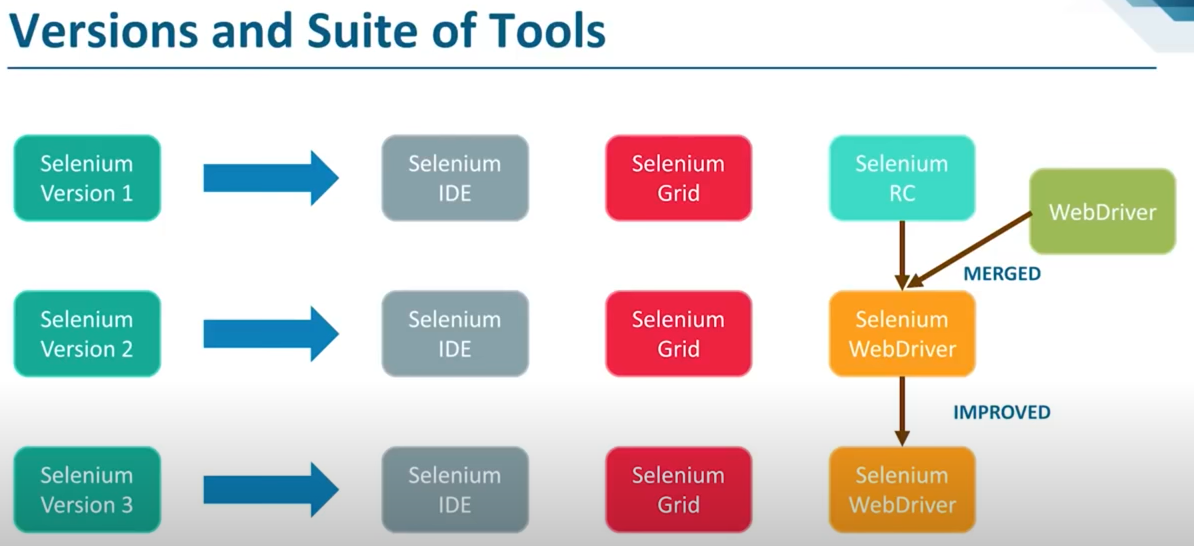 Versions and Suite of Tools
Selenium
Version 1
Selenium
IDE
Selenium
Grid
Selenium
RC
WebDriver
MERGED
Selenium
Version 2
Selenium
IDE
Selenium
Grid
Selenium
WebDriver
IMPROVED
Selenium
Version 3
Selenium
IDE
Selenium
Grid
Selenium
WebDriver